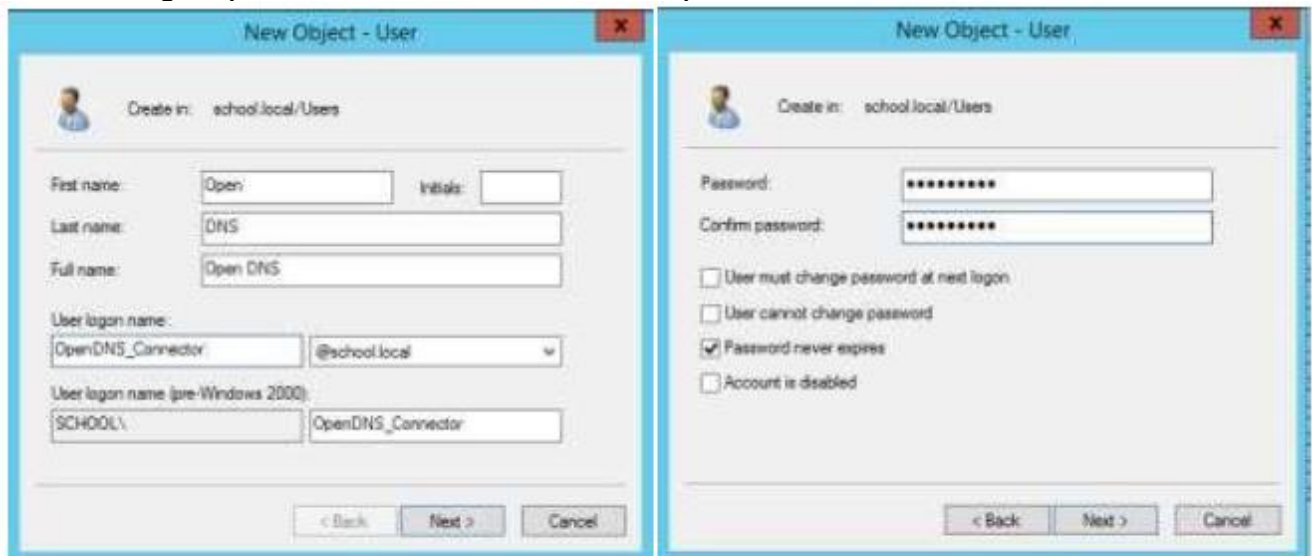 New Object - User
Create in: school.local/Users
First name: Open Initials:
Last name: DNS
Full name: Open DNS
User logon name:
OpenDNS_Connector @school.local
User logon name (pre-Windows 2000):
SCHOOL\ OpenDNS_Connector
< Back Next > Cancel
New Object - User
Create in: school.local/Users
Password: •••••••••
Confirm password: •••••••••
User must change password at next logon
User cannot change password
Password never expires
Account is disabled
< Back Next > Cancel